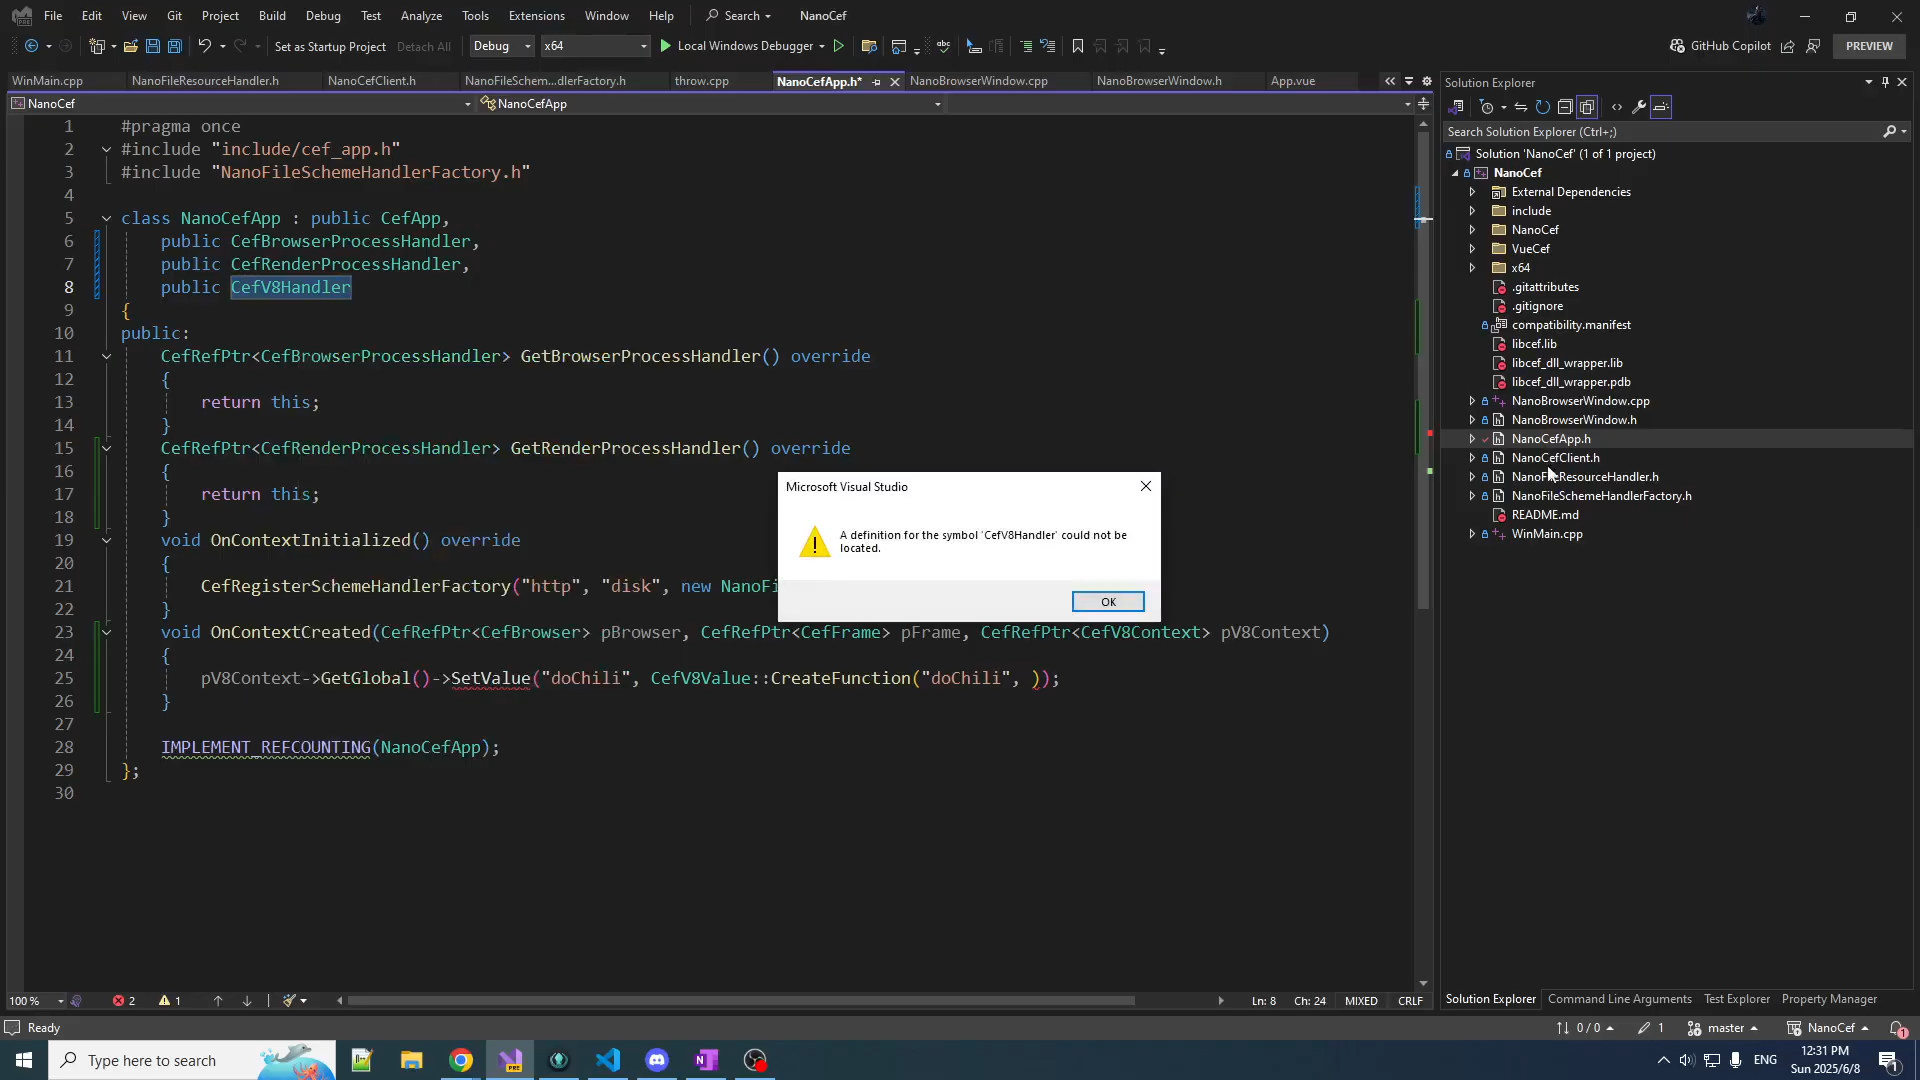 File Edit View Git Project Build Debug Test Analyze Tools Extensions Window Help Search NanoCef
Debug x64 Local Windows Debugger Set as Startup Project Detach All GitHub Copilot PREVIEW
WinMain.cpp NanoFileResourceHandler.h NanoCefClient.h NanoFileSchem...dlerFactory.h throw.cpp NanoCefApp.h* NanoBrowserWindow.cpp NanoBrowserWindow.h App.vue
NanoCef NanoCefApp
1 #pragma once
2 #include "include/cef_app.h"
3 #include "NanoFileSchemeHandlerFactory.h"
4
5 class NanoCefApp : public CefApp,
6 public CefBrowserProcessHandler,
7 public CefRenderProcessHandler,
8 public CefV8Handler
9 {
10 public:
11 CefRefPtr<CefBrowserProcessHandler> GetBrowserProcessHandler() override
12 {
13 return this;
14 }
15 CefRefPtr<CefRenderProcessHandler> GetRenderProcessHandler() override
16 {
17 return this;
18 }
19 void OnContextInitialized() override
20 {
21 CefRegisterSchemeHandlerFactory("http", "disk", new NanoFi
22 }
23 void OnContextCreated(CefRefPtr<CefBrowser> pBrowser, CefRefPtr<CefFrame> pFrame, CefRefPtr<CefV8Context> pV8Context)
24 {
25 pV8Context->GetGlobal()->SetValue("doChili", CefV8Value::CreateFunction("doChili", ));
26 }
27
28 IMPLEMENT_REFCOUNTING(NanoCefApp);
29 };
30
Microsoft Visual Studio
A definition for the symbol 'CefV8Handler' could not be
located.
OK
100 % 2 1 Ln: 8 Ch: 24 MIXED CRLF
Solution Explorer
Search Solution Explorer (Ctrl+;)
Solution 'NanoCef' (1 of 1 project)
NanoCef
External Dependencies
include
NanoCef
VueCef
x64
.gitattributes
.gitignore
compatibility.manifest
libcef.lib
libcef_dll_wrapper.lib
libcef_dll_wrapper.pdb
NanoBrowserWindow.cpp
NanoBrowserWindow.h
NanoCefApp.h
NanoCefClient.h
NanoFileResourceHandler.h
NanoFileSchemeHandlerFactory.h
README.md
WinMain.cpp
Solution Explorer Command Line Arguments Test Explorer Property Manager
Ready 0 / 0 1 master NanoCef 1
Type here to search ENG 12:31 PM
Sun 2025/6/8 1